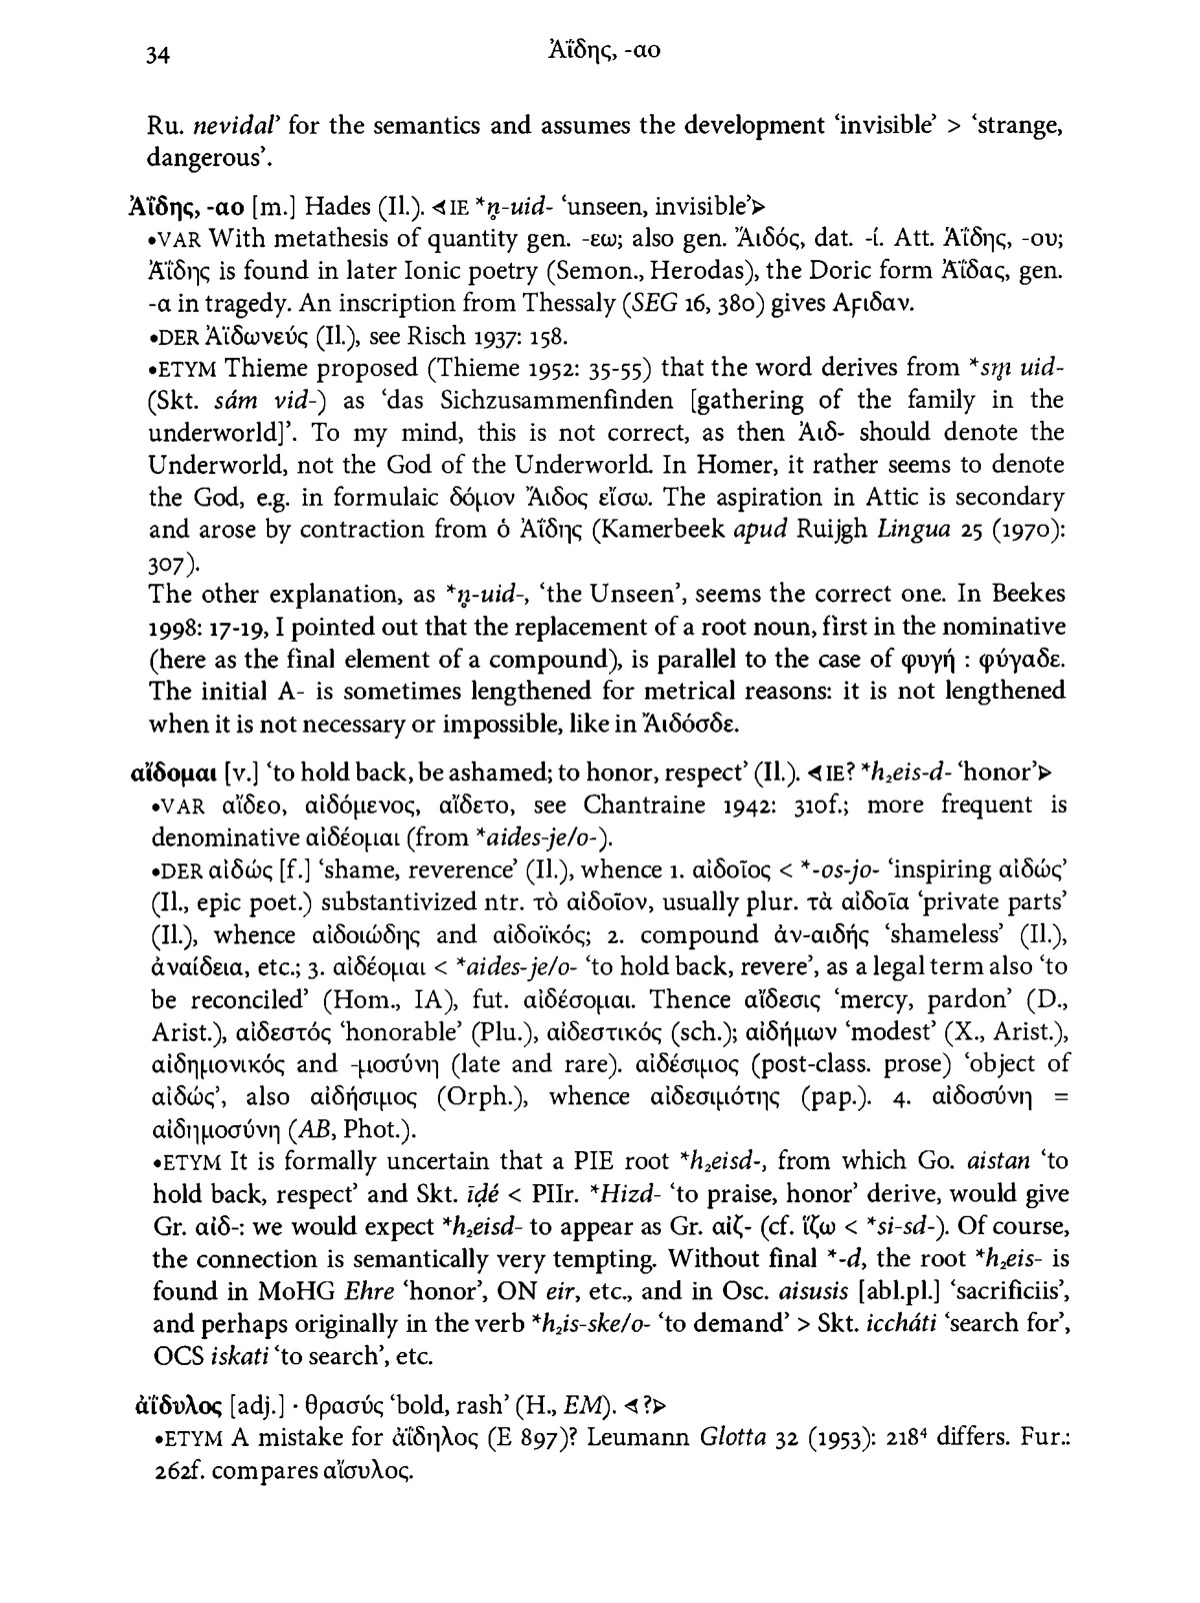 34
Ἀΐδης, -αο
Ru. nevidal’ for the semantics and assumes the development ‘invisible’ > ‘strange,
dangerous’.
Ἀΐδης, -αο [m.] Hades (Il.). ◄IE *n̥-uid- ‘unseen, invisible’►
•VAR With metathesis of quantity gen. -εω; also gen. Ἄϊδός, dat. -ί. Att. Ἅΐδης, -ου;
Ἀΐδης is found in later Ionic poetry (Semon., Herodas), the Doric form Ἀΐδας, gen.
-α in tragedy. An inscription from Thessaly (SEG 16, 380) gives Αϝιδαν.
•DER Ἀϊδωνεύς (Il.), see Risch 1937: 158.
•ETYM Thieme proposed (Thieme 1952: 35-55) that the word derives from *sm̥ uid-
(Skt. sám vid-) as ‘das Sichzusammenfinden [gathering of the family in the
underworld]’. To my mind, this is not correct, as then Ἀιδ- should denote the
Underworld, not the God of the Underworld. In Homer, it rather seems to denote
the God, e.g. in formulaic δόμον Ἄιδος εἴσω. The aspiration in Attic is secondary
and arose by contraction from ὁ Ἀΐδης (Kamerbeek apud Ruijgh Lingua 25 (1970):
307).
The other explanation, as *n̥-uid-, ‘the Unseen’, seems the correct one. In Beekes
1998: 17-19, I pointed out that the replacement of a root noun, first in the nominative
(here as the final element of a compound), is parallel to the case of φυγή : φύγαδε.
The initial Α- is sometimes lengthened for metrical reasons: it is not lengthened
when it is not necessary or impossible, like in Ἄιδόσδε.
αἴδομαι [v.] ‘to hold back, be ashamed; to honor, respect’ (Il.). ◄IE? *h₂eis-d- ‘honor’►
•VAR αἴδεο, αἰδόμενος, αἴδετο, see Chantraine 1942: 310f.; more frequent is
denominative αἰδέομαι (from *aides-je/o-).
•DER αἰδώς [f.] ‘shame, reverence’ (Il.), whence 1. αἰδοῖος < *-os-jo- ‘inspiring αἰδώς’
(Il., epic poet.) substantivized ntr. τὸ αἰδοῖον, usually plur. τὰ αἰδοῖα ‘private parts’
(Il.), whence αἰδοιώδης and αἰδοϊκός; 2. compound ἀν-αιδής ‘shameless’ (Il.),
ἀναίδεια, etc.; 3. αἰδέομαι < *aides-je/o- ‘to hold back, revere’, as a legal term also ‘to
be reconciled’ (Hom., IA), fut. αἰδέσομαι. Thence αἴδεσις ‘mercy, pardon’ (D.,
Arist.), αἰδεστός ‘honorable’ (Plu.), αἰδεστικός (sch.); αἰδήμων ‘modest’ (X., Arist.),
αἰδημονικός and -μοσύνη (late and rare). αἰδέσιμος (post-class. prose) ‘object of
αἰδώς’, also αἰδήσιμος (Orph.), whence αἰδεσιμότης (pap.). 4. αἰδοσύνη =
αἰδημοσύνη (AB, Phot.).
•ETYM It is formally uncertain that a PIE root *h₂eisd-, from which Go. aistan ‘to
hold back, respect’ and Skt. īḍé < PIIr. *Hizd- ‘to praise, honor’ derive, would give
Gr. αἰδ-: we would expect *h₂eisd- to appear as Gr. αἰζ- (cf. ἵζω < *si-sd-). Of course,
the connection is semantically very tempting. Without final *-d, the root *h₂eis- is
found in MoHG Ehre ‘honor’, ON eir, etc., and in Osc. aisusis [abl.pl.] ‘sacrificiis’,
and perhaps originally in the verb *h₂is-ske/o- ‘to demand’ > Skt. iccháti ‘search for’,
OCS iskati ‘to search’, etc.
ἀΐδυλος [adj.] · θρασύς ‘bold, rash’ (H., EM). ◄?►
•ETYM A mistake for ἀΐδηλος (E 897)? Leumann Glotta 32 (1953): 218⁴ differs. Fur.:
262f. compares αἴσυλος.